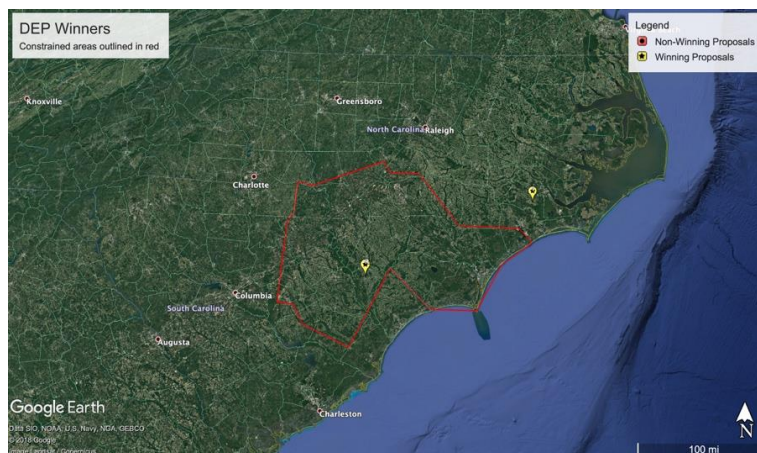 DEP Winners
Constrained areas outlined in red
Legend
Non-Winning Proposals
Winning Proposals
Knoxville
Greensboro
North Carolina
Raleigh
Charlotte
Columbia
South Carolina
Augusta
Charleston
Google Earth
Data SIO, NOAA, U.S. Navy, NGA, GEBCO
© 2018 Google
Image Landsat / Copernicus
N
100 mi